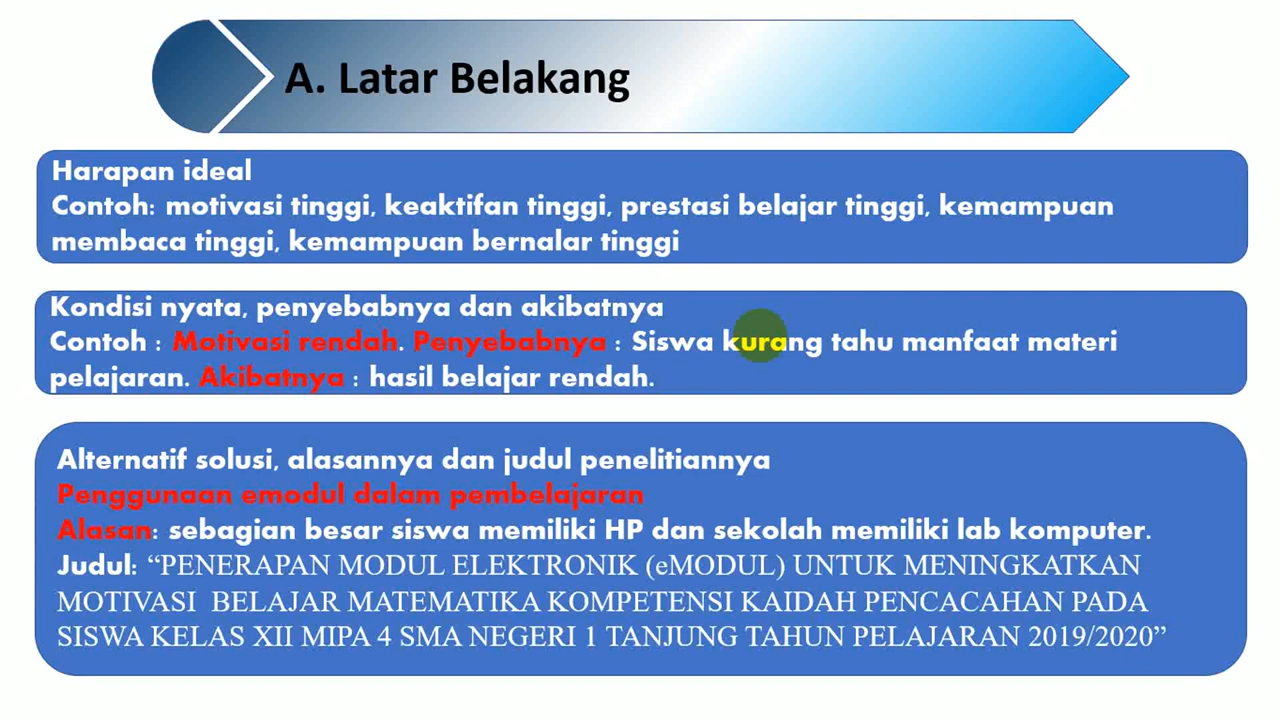 A. Latar Belakang
Harapan ideal
Contoh: motivasi tinggi, keaktifan tinggi, prestasi belajar tinggi, kemampuan
membaca tinggi, kemampuan bernalar tinggi
Kondisi nyata, penyebabnya dan akibatnya
Contoh : Motivasi rendah. Penyebabnya : Siswa kurang tahu manfaat materi
pelajaran. Akibatnya : hasil belajar rendah.
Alternatif solusi, alasannya dan judul penelitiannya
Penggunaan emodul dalam pembelajaran
Alasan: sebagian besar siswa memiliki HP dan sekolah memiliki lab komputer.
Judul: “PENERAPAN MODUL ELEKTRONIK (eMODUL) UNTUK MENINGKATKAN
MOTIVASI BELAJAR MATEMATIKA KOMPETENSI KAIDAH PENCACAHAN PADA
SISWA KELAS XII MIPA 4 SMA NEGERI 1 TANJUNG TAHUN PELAJARAN 2019/2020”